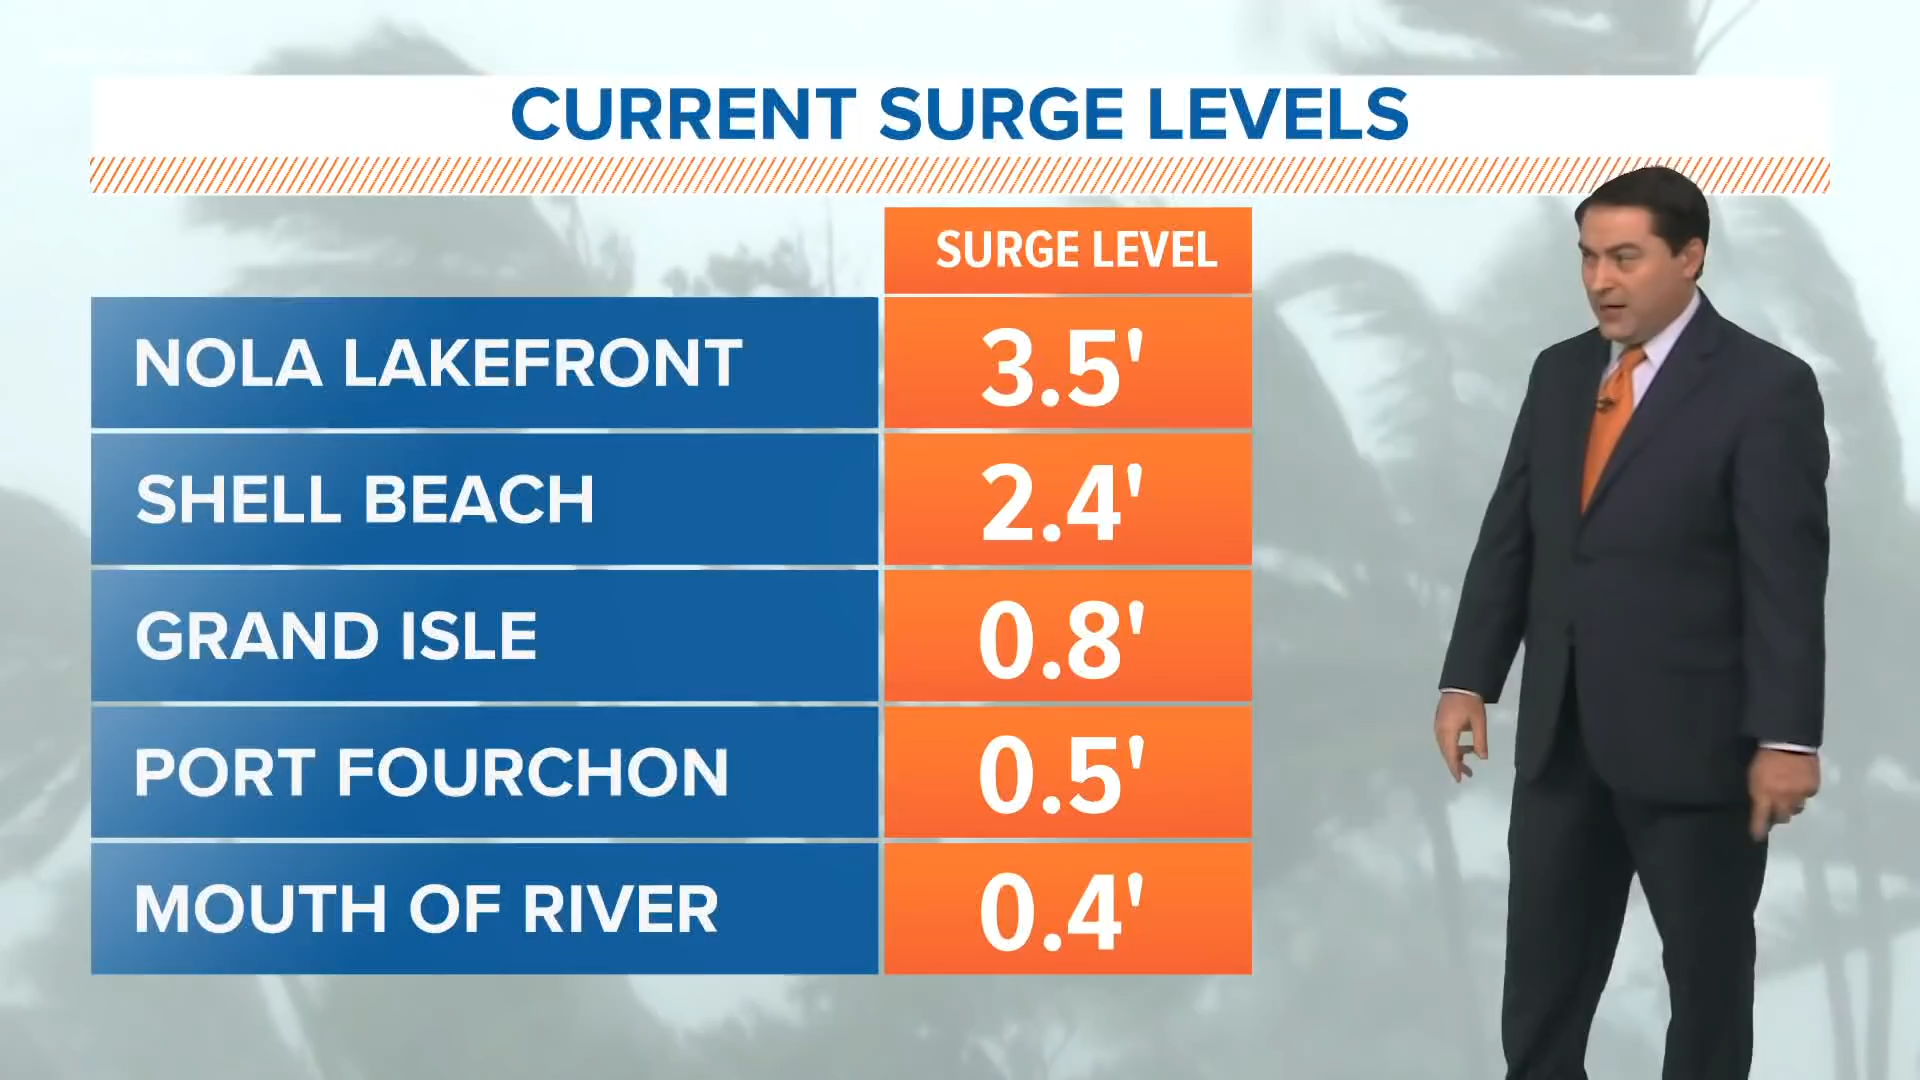 CURRENT SURGE LEVELS
SURGE LEVEL
NOLA LAKEFRONT 3.5'
SHELL BEACH 2.4'
GRAND ISLE 0.8'
PORT FOURCHON 0.5'
MOUTH OF RIVER 0.4'